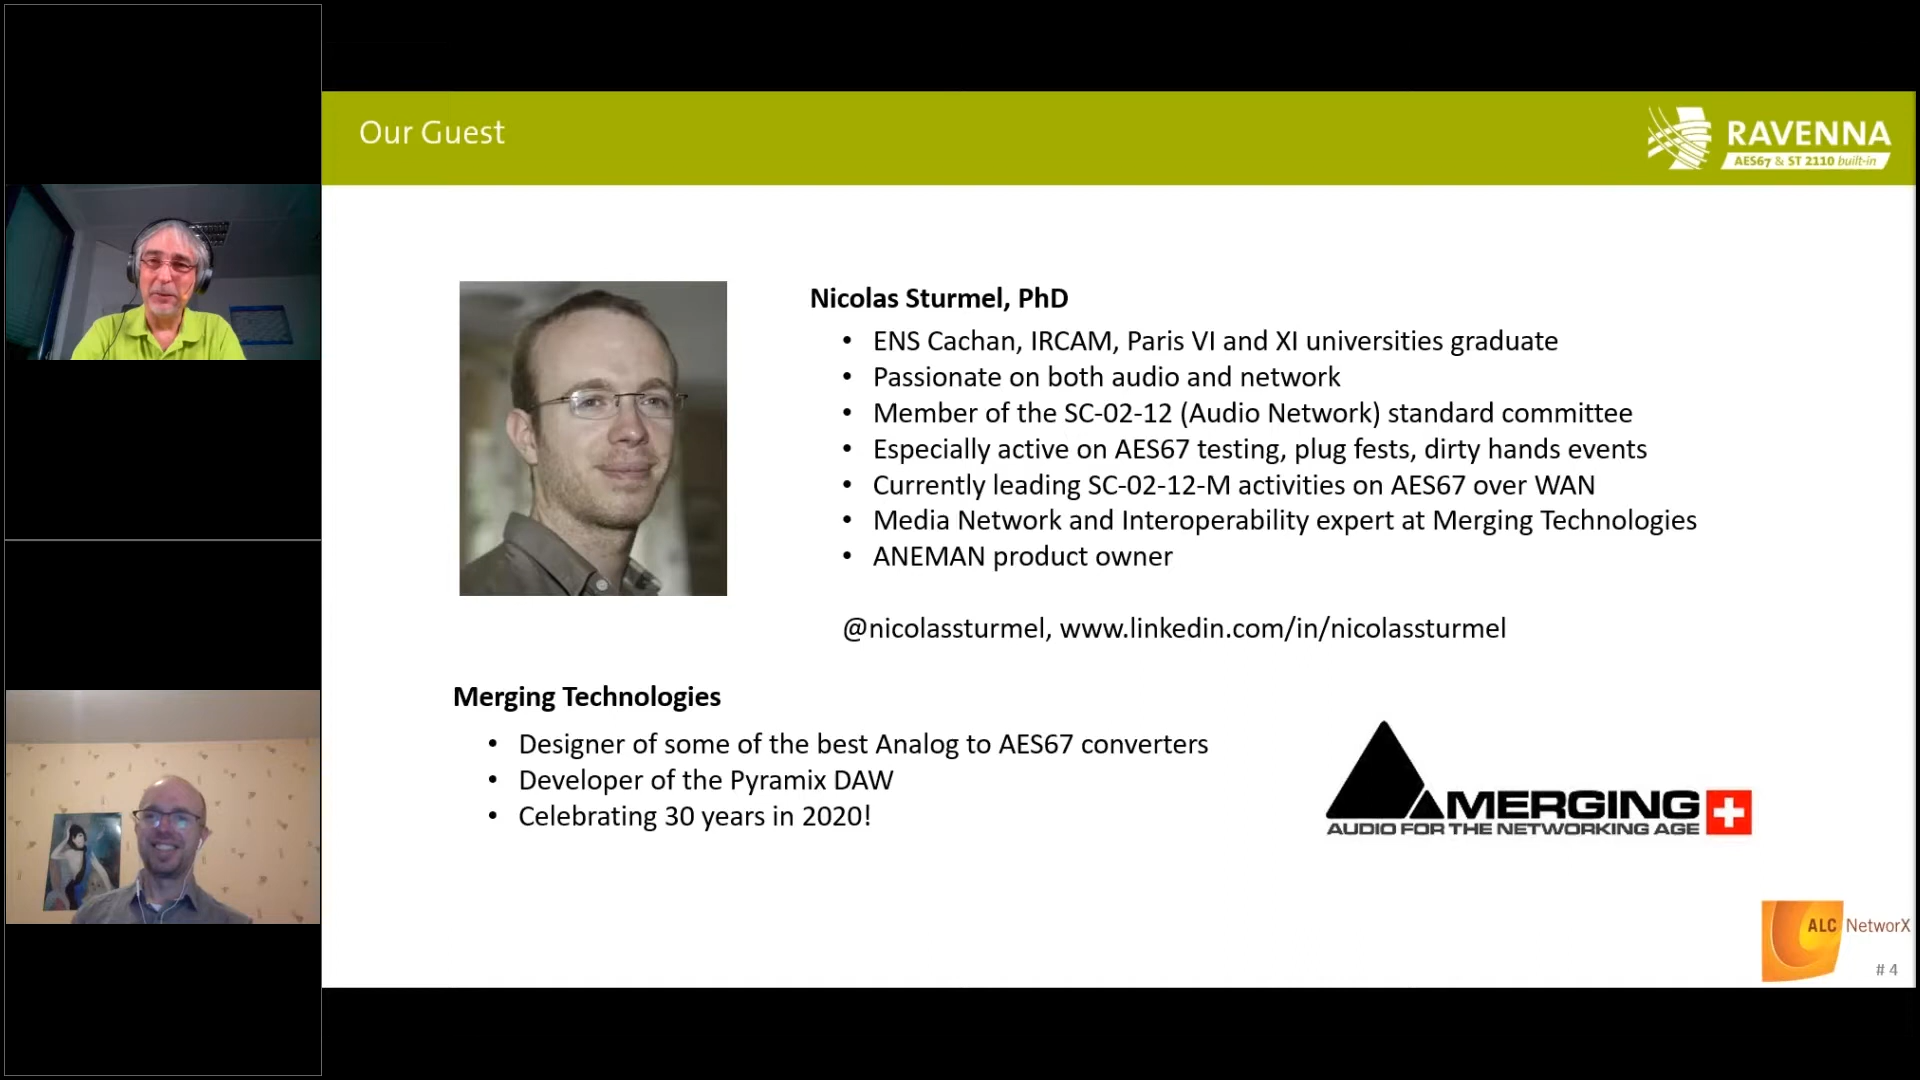 Our Guest
RAVENNA
AES67 & ST 2110 built-in
Nicolas Sturmel, PhD
• ENS Cachan, IRCAM, Paris VI and XI universities graduate
• Passionate on both audio and network
• Member of the SC-02-12 (Audio Network) standard committee
• Especially active on AES67 testing, plug fests, dirty hands events
• Currently leading SC-02-12-M activities on AES67 over WAN
• Media Network and Interoperability expert at Merging Technologies
• ANEMAN product owner
@nicolassturmel, www.linkedin.com/in/nicolassturmel
Merging Technologies
• Designer of some of the best Analog to AES67 converters
• Developer of the Pyramix DAW
• Celebrating 30 years in 2020!
MERGING
AUDIO FOR THE NETWORKING AGE
ALC NetworX
# 4